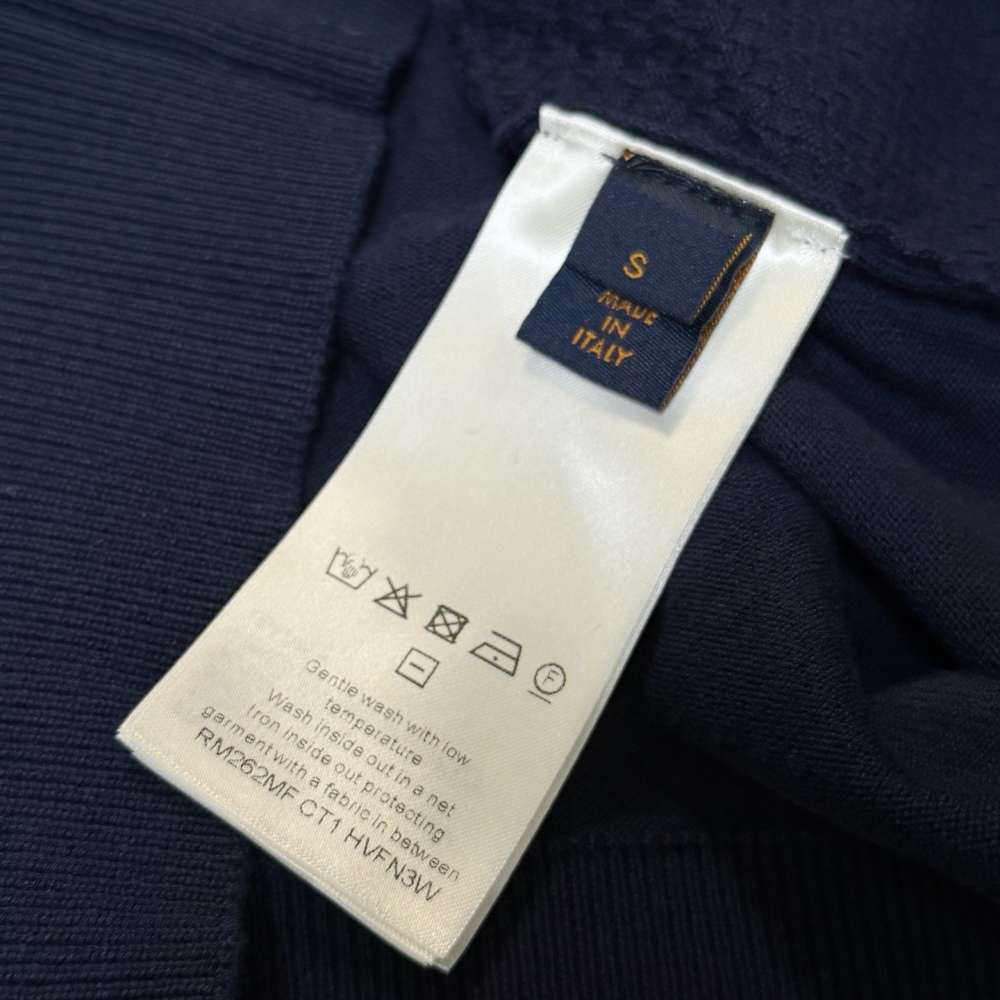 S
MADE
IN
ITALY
F
Gentle wash with low
temperature
Wash inside out in a net
Iron inside out protecting
garment with a fabric in between
RM262MF CT1 HVFN3W